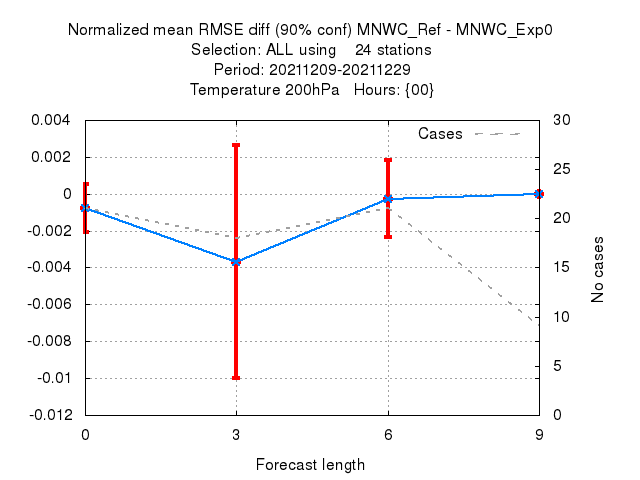 Normalized mean RMSE diff (90% conf) MNWC_Ref - MNWC_Exp0
Selection: ALL using 24 stations
Period: 20211209-20211229
Temperature 200hPa Hours: {00}
Cases
0.004
0.002
0
-0.002
-0.004
-0.006
-0.008
-0.01
-0.012
30
25
20
15
10
5
0
No cases
0
3
6
9
Forecast length